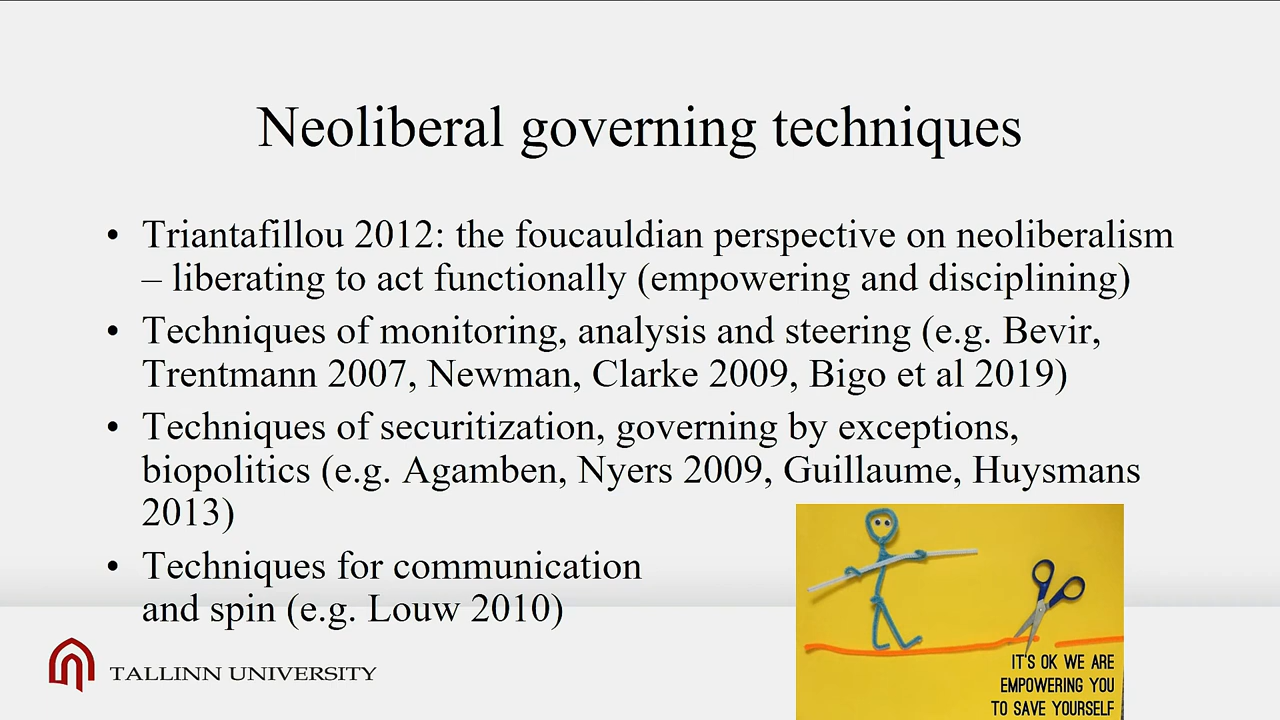 Neoliberal governing techniques
• Triantafillou 2012: the foucauldian perspective on neoliberalism
– liberating to act functionally (empowering and disciplining)
• Techniques of monitoring, analysis and steering (e.g. Bevir,
Trentmann 2007, Newman, Clarke 2009, Bigo et al 2019)
• Techniques of securitization, governing by exceptions,
biopolitics (e.g. Agamben, Nyers 2009, Guillaume, Huysmans
2013)
• Techniques for communication
and spin (e.g. Louw 2010)
TALLINN UNIVERSITY
IT'S OK WE ARE
EMPOWERING YOU
TO SAVE YOURSELF